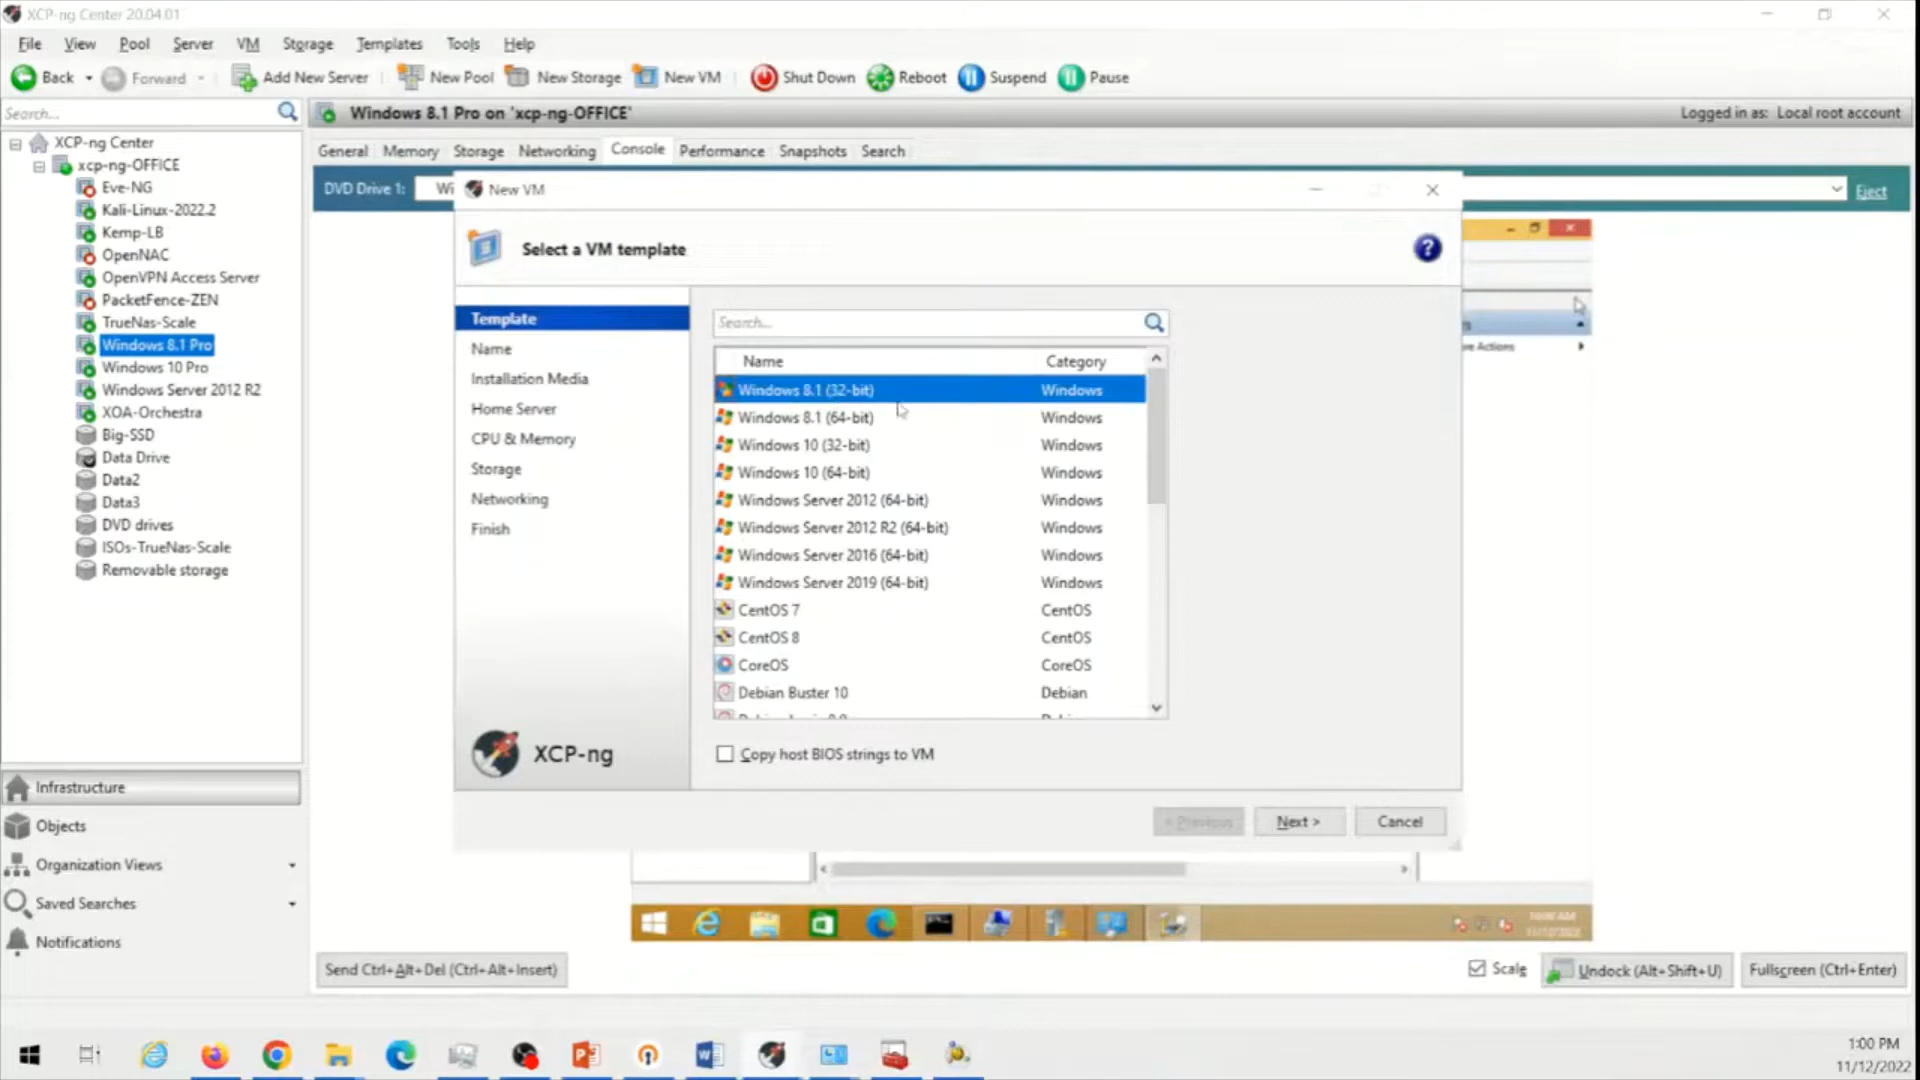 XCP-ng Center 20.04.01
File View Pool Server VM Storage Templates Tools Help
Back Forward Add New Server New Pool New Storage New VM Shut Down Reboot Suspend Pause
Search...
Windows 8.1 Pro on 'xcp-ng-OFFICE'
Logged in as: Local root account
XCP-ng Center
xcp-ng-OFFICE
Eve-NG
Kali-Linux-2022.2
Kemp-LB
OpenNAC
OpenVPN Access Server
PacketFence-ZEN
TrueNas-Scale
Windows 8.1 Pro
Windows 10 Pro
Windows Server 2012 R2
XOA-Orchestra
Big-SSD
Data Drive
Data2
Data3
DVD drives
ISOs-TrueNas-Scale
Removable storage
Infrastructure
Objects
Organization Views
Saved Searches
Notifications
General Memory Storage Networking Console Performance Snapshots Search
DVD Drive 1: Wi
Eject
New VM
Select a VM template
?
Template
Name
Installation Media
Home Server
CPU & Memory
Storage
Networking
Finish
XCP-ng
Search...
Name Category
Windows 8.1 (32-bit) Windows
Windows 8.1 (64-bit) Windows
Windows 10 (32-bit) Windows
Windows 10 (64-bit) Windows
Windows Server 2012 (64-bit) Windows
Windows Server 2012 R2 (64-bit) Windows
Windows Server 2016 (64-bit) Windows
Windows Server 2019 (64-bit) Windows
CentOS 7 CentOS
CentOS 8 CentOS
CoreOS CoreOS
Debian Buster 10 Debian
Copy host BIOS strings to VM
< Previous Next > Cancel
re Actions
Send Ctrl+Alt+Del (Ctrl+Alt+Insert)
Scale
Undock (Alt+Shift+U)
Fullscreen (Ctrl+Enter)
1:00 PM
11/12/2022